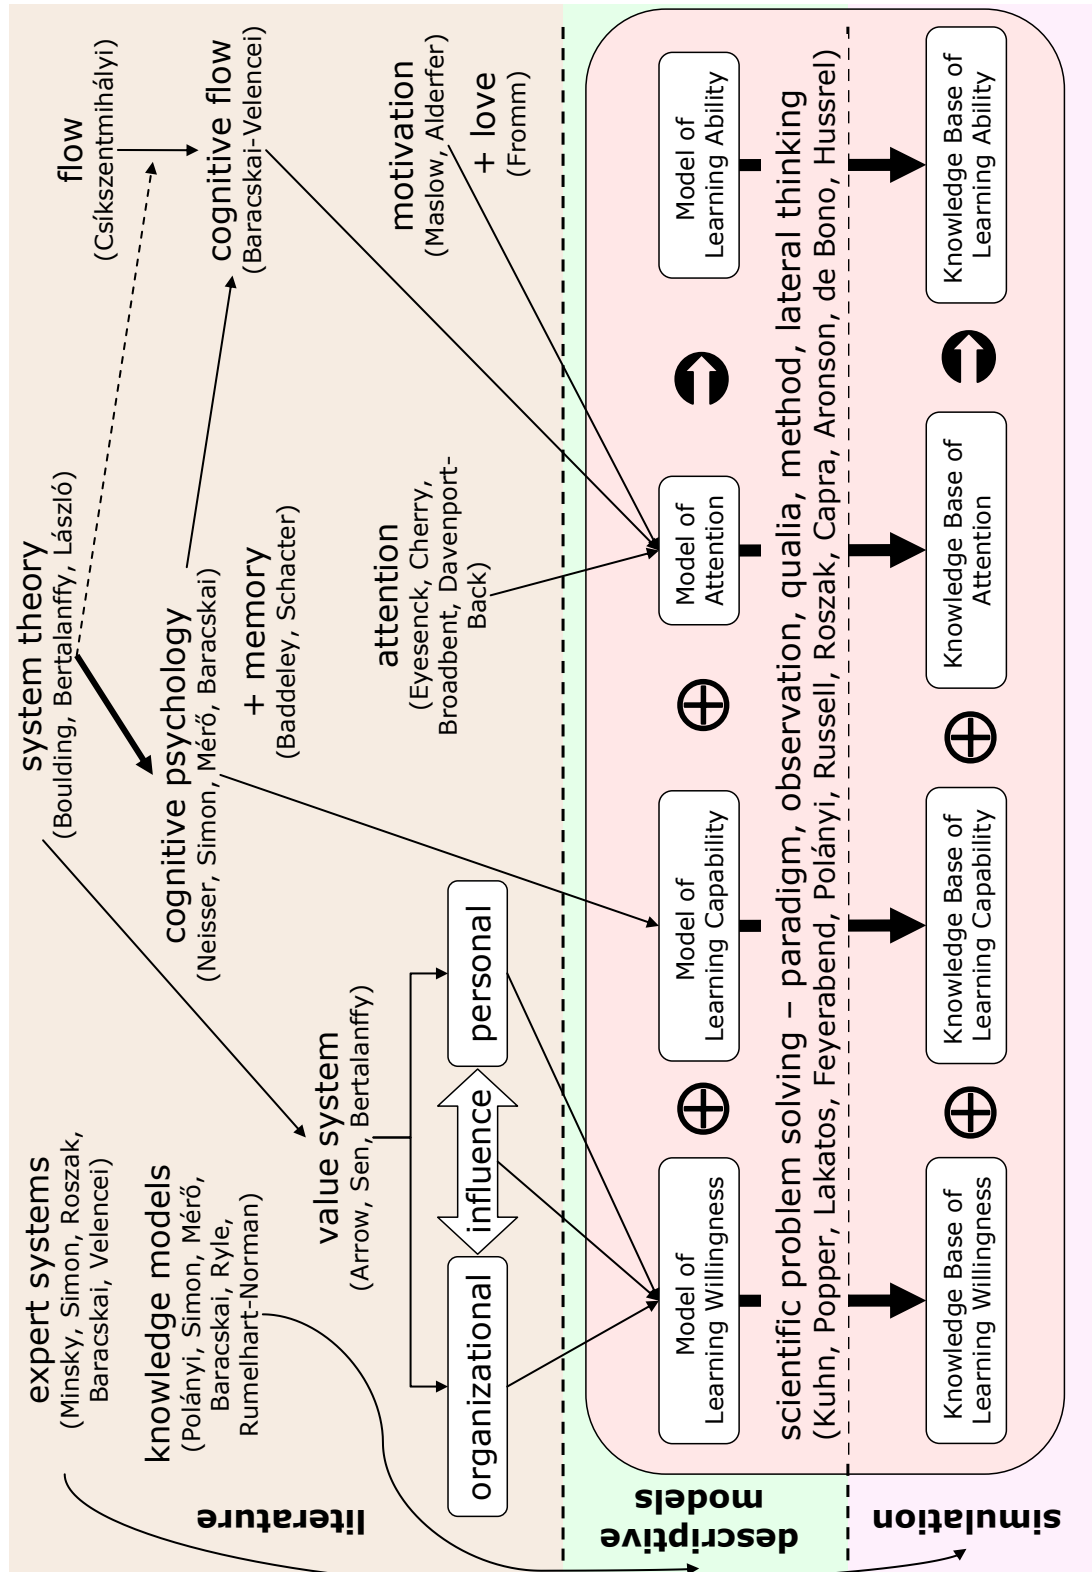 expert systems
(Minsky, Simon, Roszak,
Baracskai, Velencei)
knowledge models
(Polányi, Simon, Mérő,
Baracskai, Ryle,
Rumelhart-Norman)
system theory
(Boulding, Bertalanffy, László)
cognitive psychology
(Neisser, Simon, Mérő, Baracskai)
+ memory
(Baddeley, Schacter)
flow
(Csíkszentmihályi)
cognitive flow
(Baracskai-Velencei)
value system
(Arrow, Sen, Bertalanffy)
attention
(Eyesenck, Cherry,
Broadbent, Davenport-
Back)
motivation
(Maslow, Alderfer)
+ love
(Fromm)
organizational
influence
personal
literature
descriptive
models
Model of
Learning Willingness
Model of
Learning Capability
Model of
Attention
Model of
Learning Ability
scientific problem solving – paradigm, observation, qualia, method, lateral thinking
(Kuhn, Popper, Lakatos, Feyerabend, Polányi, Russell, Roszak, Capra, Aronson, de Bono, Hussrel)
simulation
Knowledge Base of
Learning Willingness
Knowledge Base of
Learning Capability
Knowledge Base of
Attention
Knowledge Base of
Learning Ability